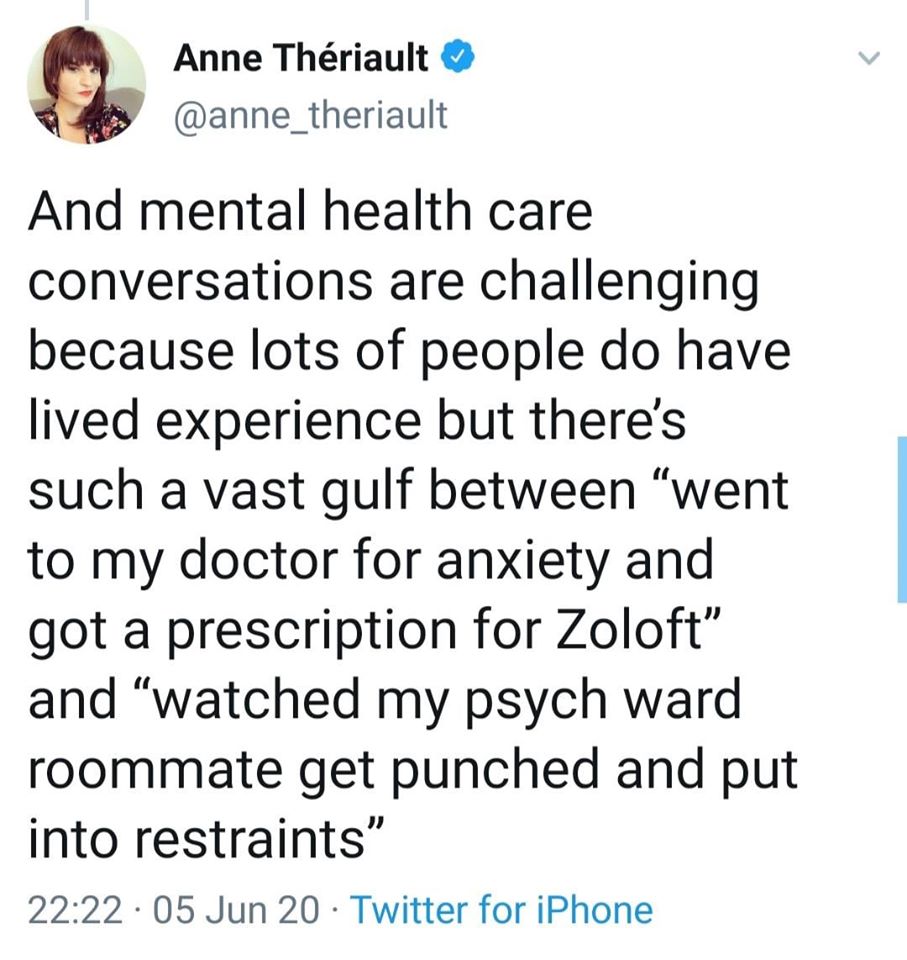 Anne Thériault
@anne_theriault
And mental health care
conversations are challenging
because lots of people do have
lived experience but there’s
such a vast gulf between “went
to my doctor for anxiety and
got a prescription for Zoloft”
and “watched my psych ward
roommate get punched and put
into restraints”
22:22 · 05 Jun 20 · Twitter for iPhone